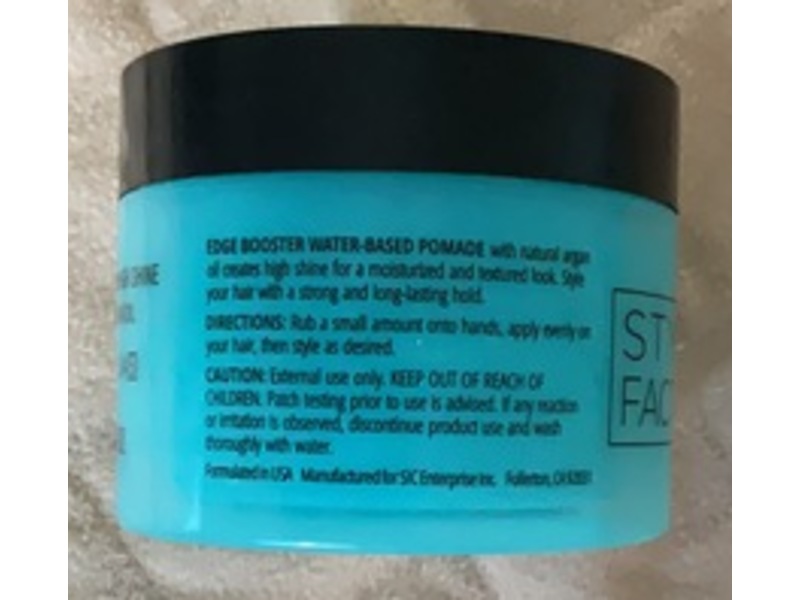 EDGE BOOSTER WATER-BASED POMADE with natural argan
oil creates high shine for a moisturized and textured look. Style
your hair with a strong and long-lasting hold.
DIRECTIONS: Rub a small amount onto hands, apply evenly on
your hair, then style as desired.
CAUTION: External use only. KEEP OUT OF REACH OF
CHILDREN. Patch testing prior to use is advised. If any reaction
or irritation is observed, discontinue product use and wash
thoroughly with water.
Formulated in USA Manufactured for SIC Enterprise Inc. Fullerton, CA
SHINE
ST
FAC